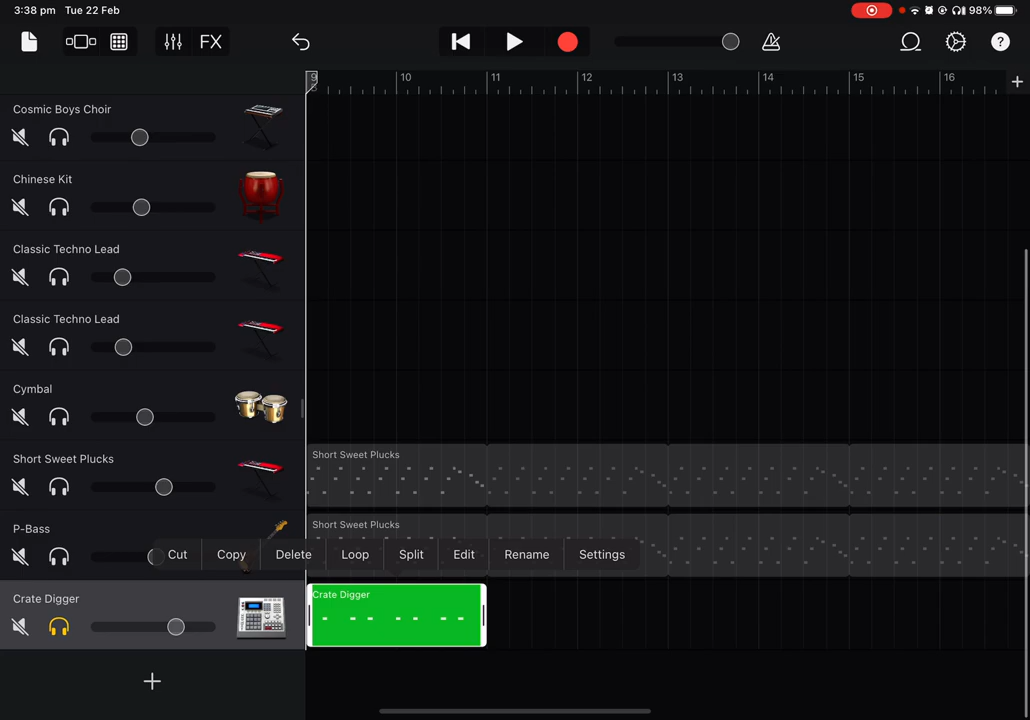 3:38 pm Tue 22 Feb
98%
FX
?
9 10 11 12 13 14 15 16 +
Cosmic Boys Choir
Chinese Kit
Classic Techno Lead
Classic Techno Lead
Cymbal
Short Sweet Plucks
Short Sweet Plucks
P-Bass
Short Sweet Plucks
Cut Copy Delete Loop Split Edit Rename Settings
Crate Digger
Crate Digger
+